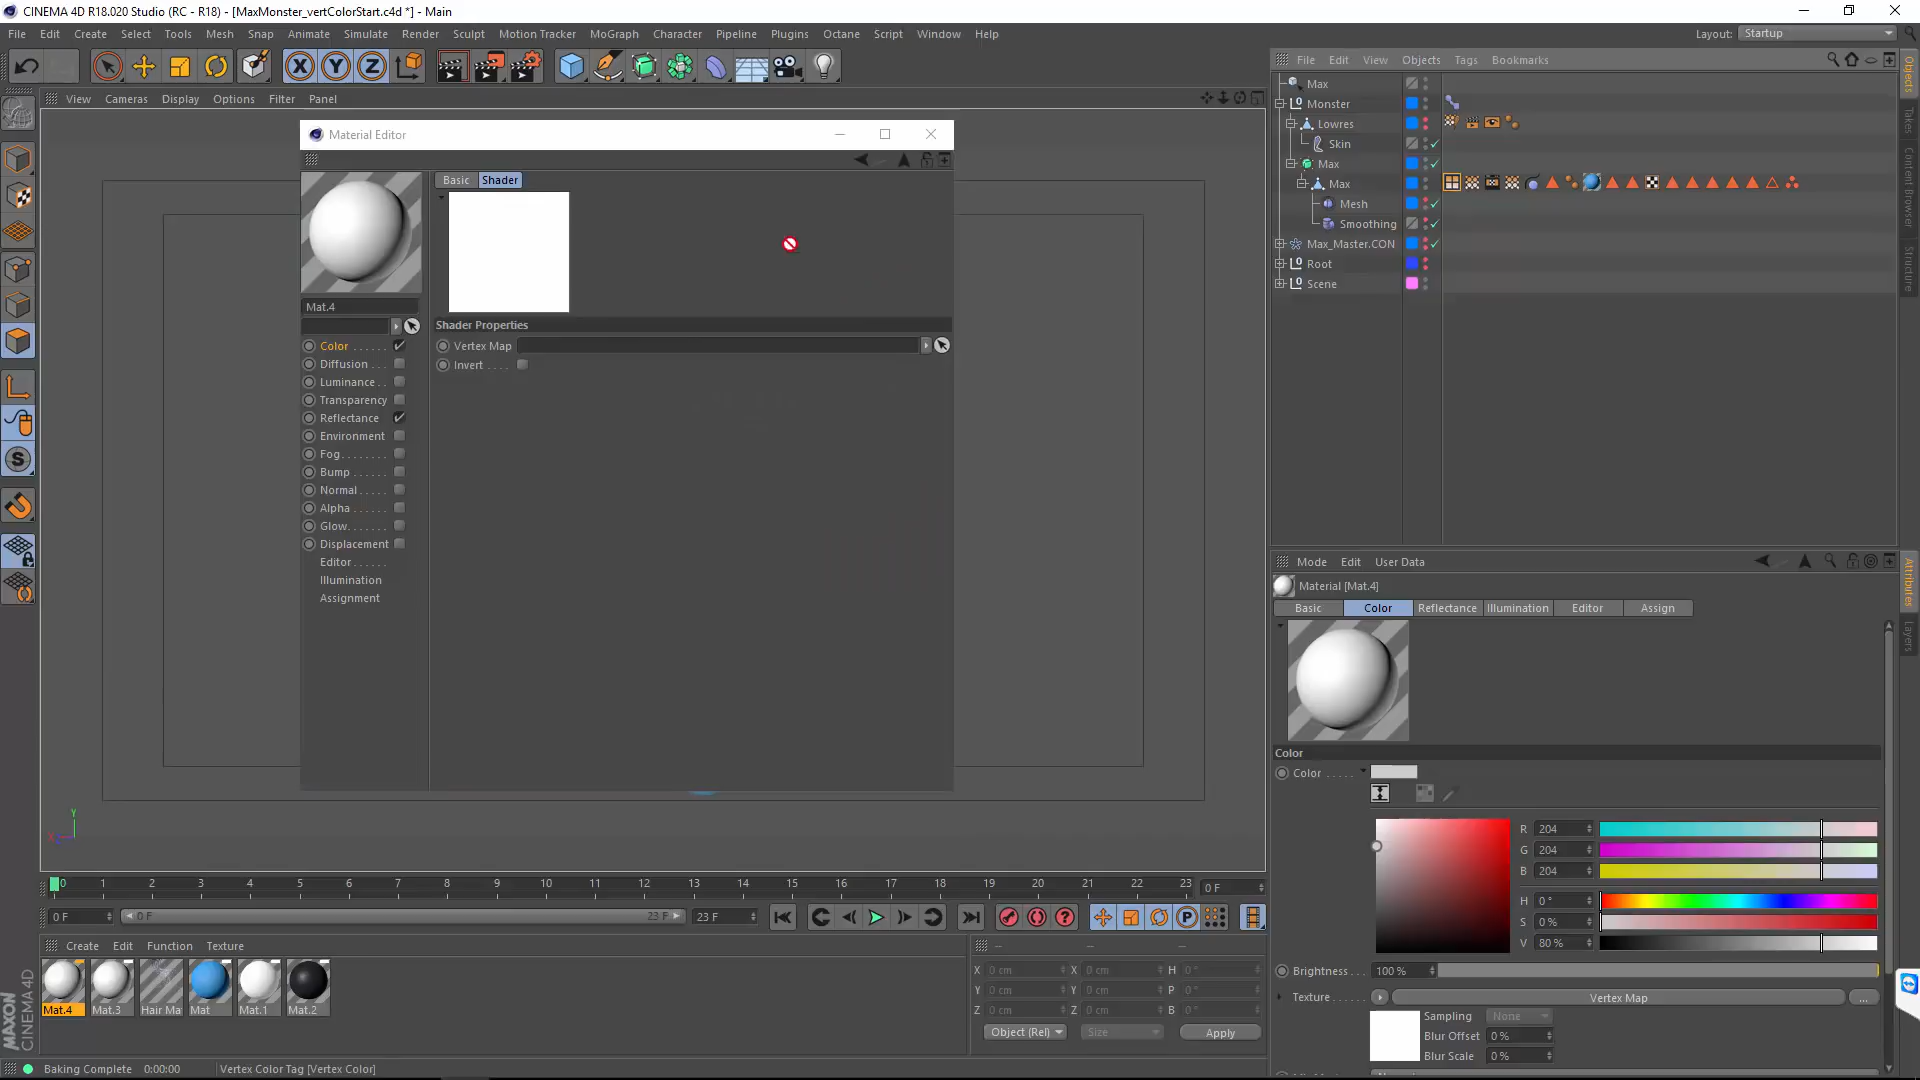 CINEMA 4D R18.020 Studio (RC - R18) - [MaxMonster_vertColorStart.c4d *] - Main
File Edit Create Select Tools Mesh Snap Animate Simulate Render Sculpt Motion Tracker MoGraph Character Pipeline Plugins Octane Script Window Help
Layout: Startup
View Cameras Display Options Filter Panel
File Edit View Objects Tags Bookmarks
Max
Monster
Lowres
Skin
Max
Max
Mesh
Smoothing
Max_Master.CON
Root
Scene
Objects
Takes
Content Browser
Structure
Material Editor
Basic Shader
Mat.4
Shader Properties
Vertex Map
Invert ....
Color ......
Diffusion ...
Luminance ..
Transparency
Reflectance
Environment
Fog........
Bump .....
Normal .....
Alpha .....
Glow.......
Displacement
Editor ......
Illumination
Assignment
Mode Edit User Data
Material [Mat.4]
Basic Color Reflectance Illumination Editor Assign
Attributes
Layers
Color
Color .....
R 204
G 204
B 204
H 0 °
S 0 %
V 80 %
Brightness ... 100 %
Texture...... Vertex Map ...
Sampling None
Blur Offset 0 %
Blur Scale 0 %
Y
X
0 1 2 3 4 5 6 7 8 9 10 11 12 13 14 15 16 17 18 19 20 21 22 23 0 F
0 F 0 F 23 F 23 F
Create Edit Function Texture
Mat.4 Mat.3 Hair Ma Mat Mat.1 Mat.2
-- -- --
X 0 cm X 0 cm H 0 °
Y 0 cm Y 0 cm P 0 °
Z 0 cm Z 0 cm B 0 °
Object (Rel) Size Apply
MAXON
CINEMA 4D
Baking Complete 0:00:00 Vertex Color Tag [Vertex Color]